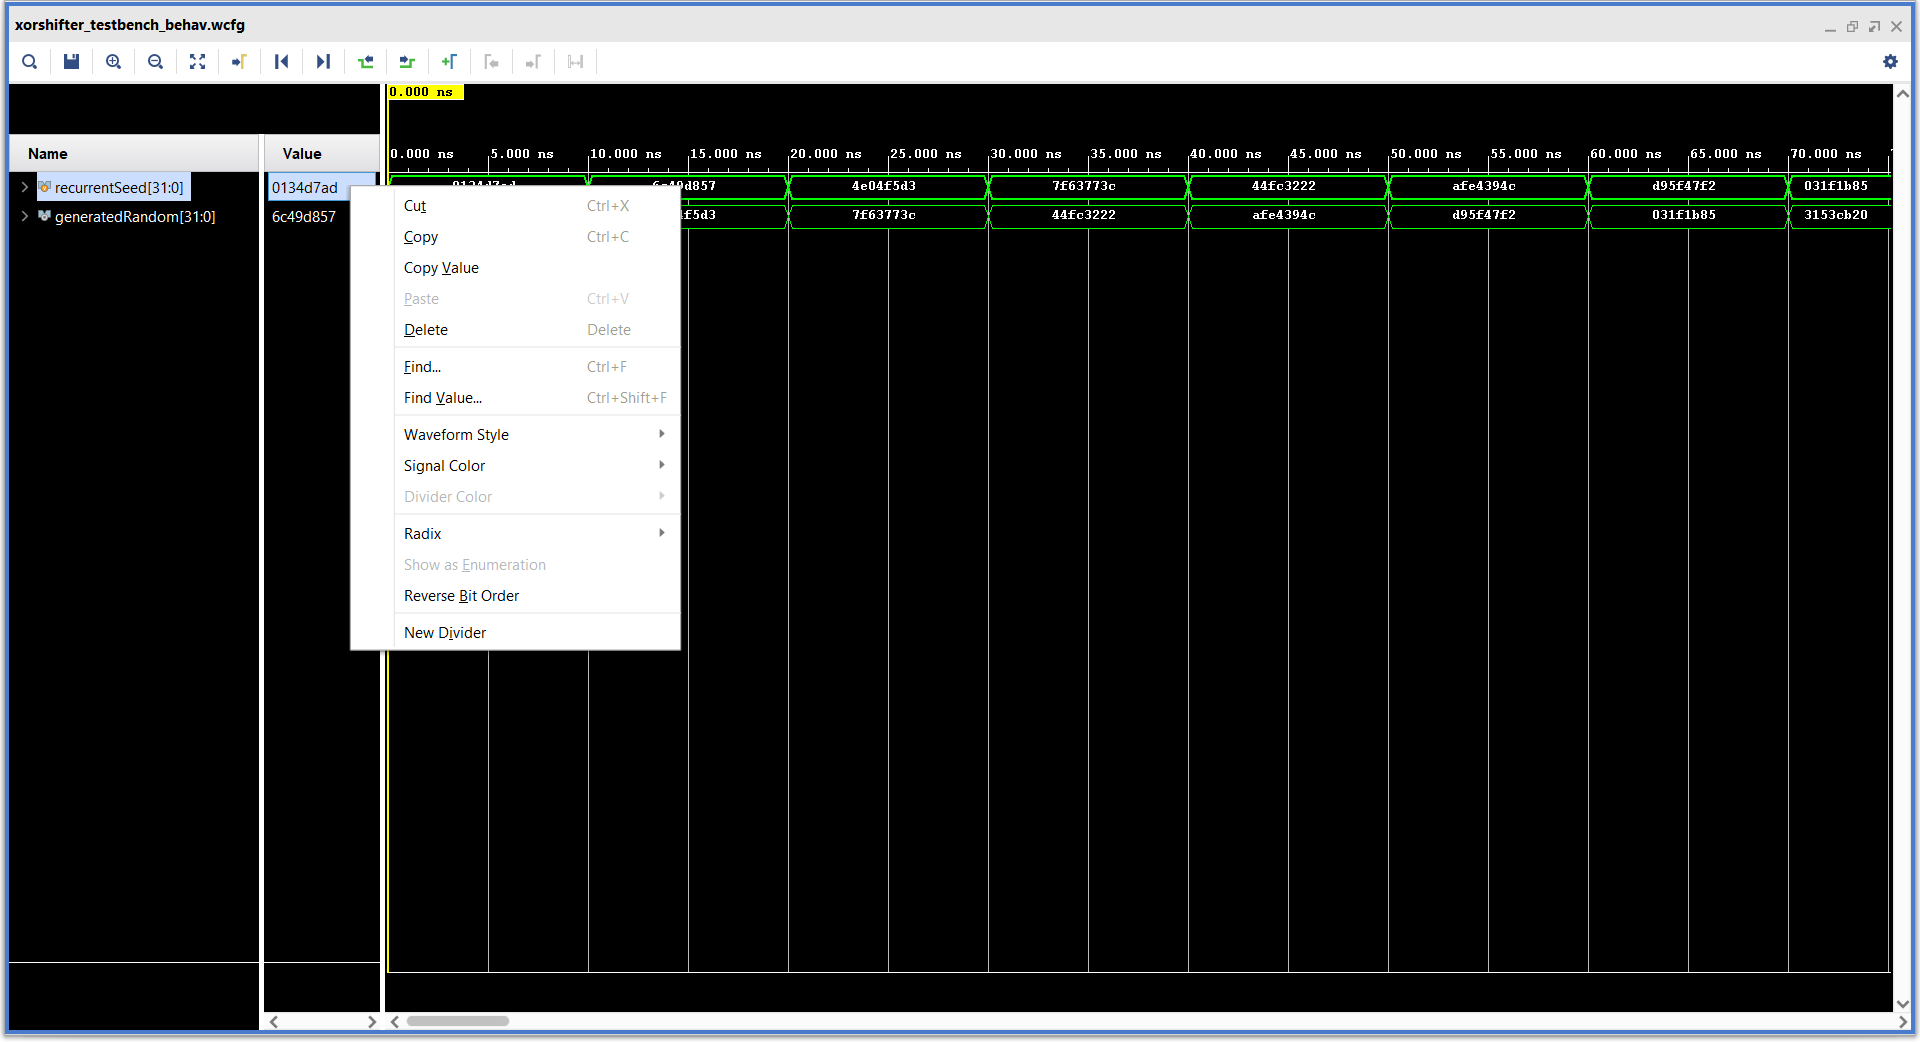 xorshifter_testbench_behav.wcfg
0.000 ns
Name Value
0.000 ns 5.000 ns 10.000 ns 15.000 ns 20.000 ns 25.000 ns 30.000 ns 35.000 ns 40.000 ns 45.000 ns 50.000 ns 55.000 ns 60.000 ns 65.000 ns 70.000 ns
recurrentSeed[31:0] 0134d7ad 0134d7ad 6c49d857 4e04f5d3 7f63773c 44fc3222 afe4394c d95f47f2 031f1b85
generatedRandom[31:0] 6c49d857 f5d3 7f63773c 44fc3222 afe4394c d95f47f2 031f1b85 3153cb20
Cut Ctrl+X
Copy Ctrl+C
Copy Value
Paste Ctrl+V
Delete Delete
Find... Ctrl+F
Find Value... Ctrl+Shift+F
Waveform Style
Signal Color
Divider Color
Radix
Show as Enumeration
Reverse Bit Order
New Divider